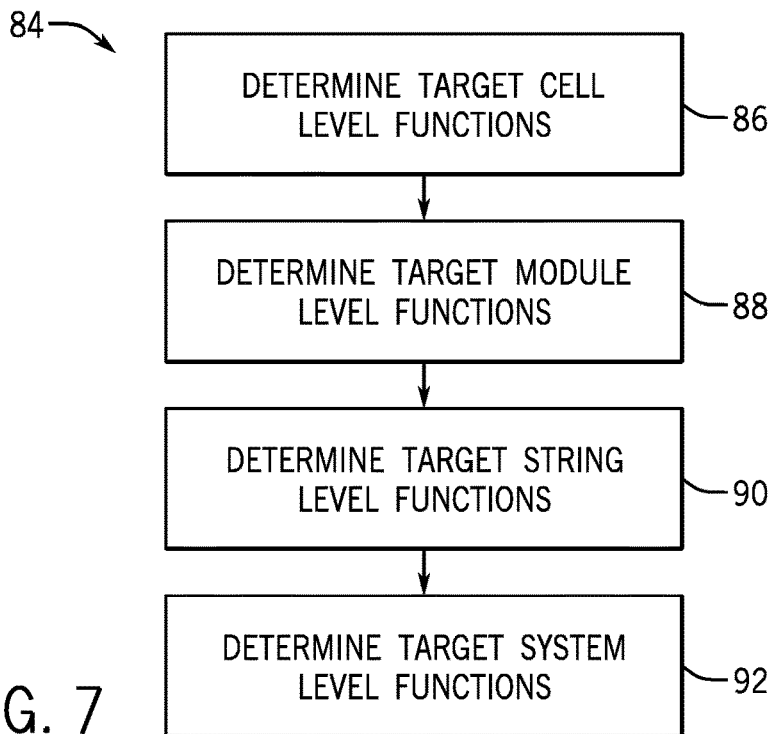 84
DETERMINE TARGET CELL
LEVEL FUNCTIONS
86
DETERMINE TARGET MODULE
LEVEL FUNCTIONS
88
DETERMINE TARGET STRING
LEVEL FUNCTIONS
90
DETERMINE TARGET SYSTEM
LEVEL FUNCTIONS
92
G. 7